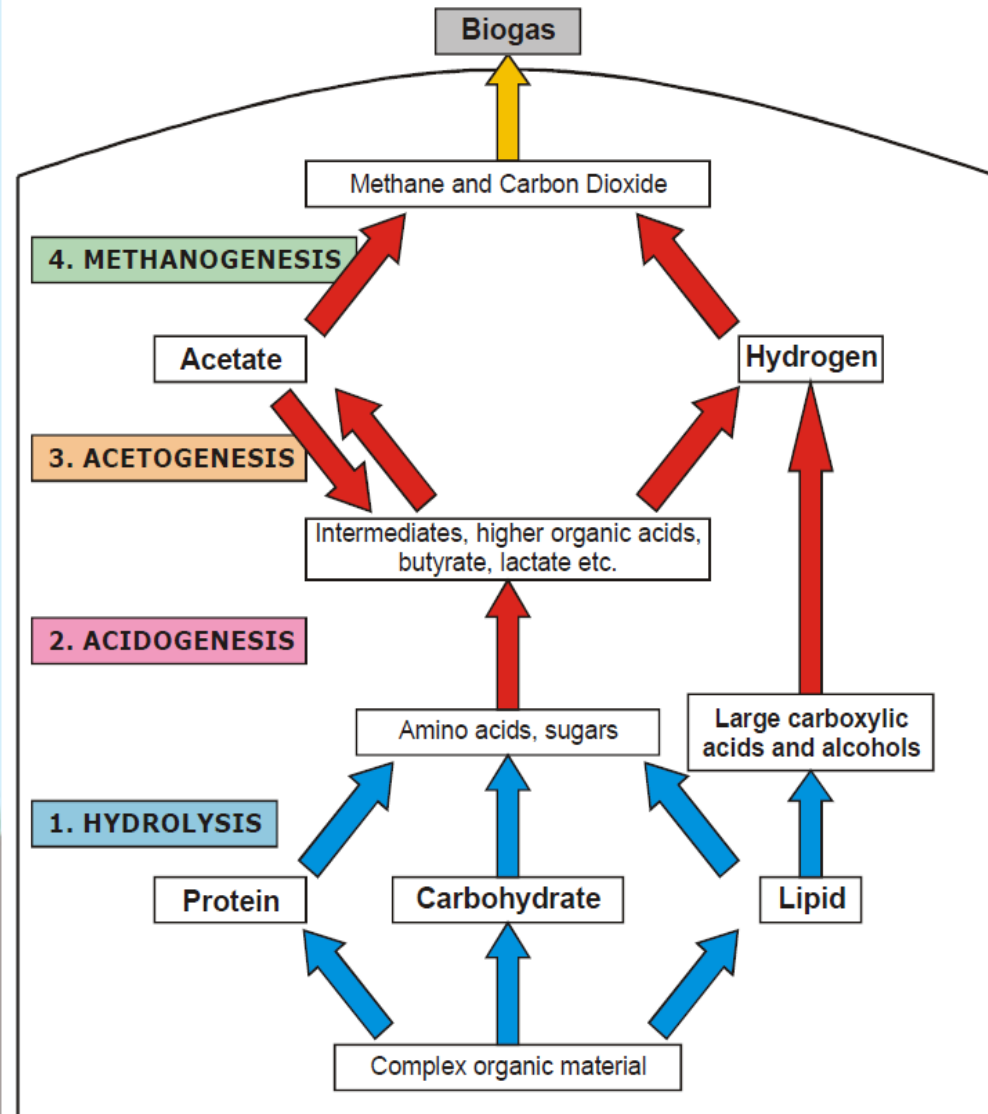 Biogas
Methane and Carbon Dioxide
4. METHANOGENESIS
Acetate
Hydrogen
3. ACETOGENESIS
Intermediates, higher organic acids,
butyrate, lactate etc.
2. ACIDOGENESIS
Amino acids, sugars
Large carboxylic
acids and alcohols
1. HYDROLYSIS
Protein
Carbohydrate
Lipid
Complex organic material